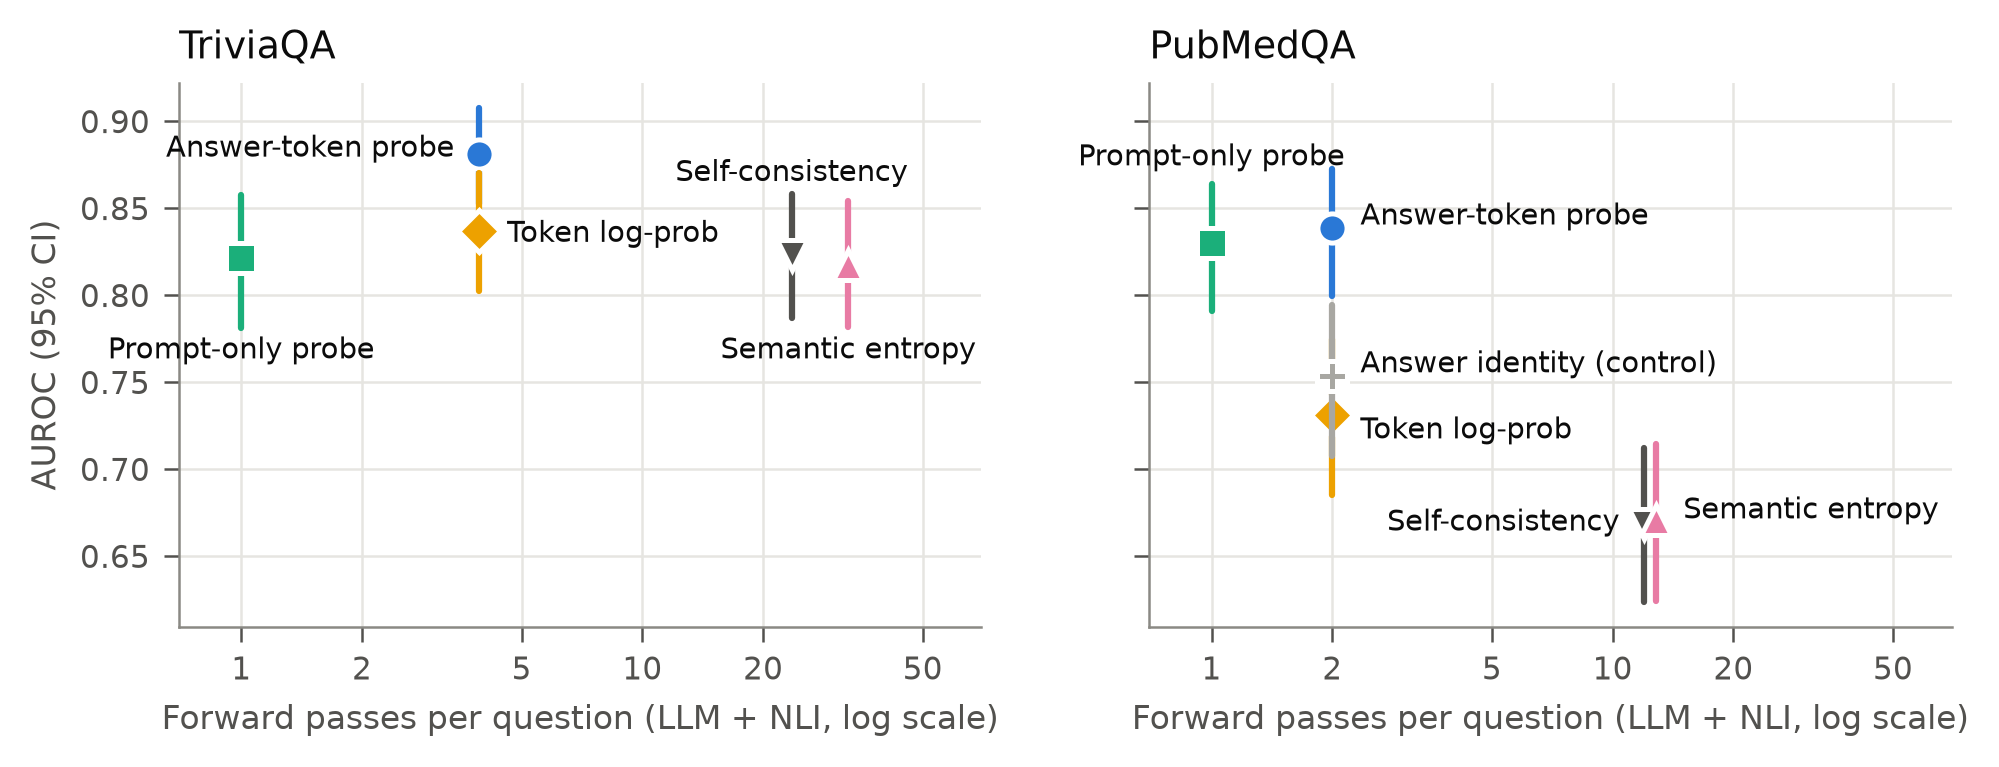 TriviaQA
AUROC (95% CI)
0.90
0.85
0.80
0.75
0.70
0.65
Answer-token probe
Self-consistency
Token log-prob
Prompt-only probe
Semantic entropy
1
2
5
10
20
50
Forward passes per question (LLM + NLI, log scale)
PubMedQA
Prompt-only probe
Answer-token probe
Answer identity (control)
Token log-prob
Semantic entropy
Self-consistency
1
2
5
10
20
50
Forward passes per question (LLM + NLI, log scale)